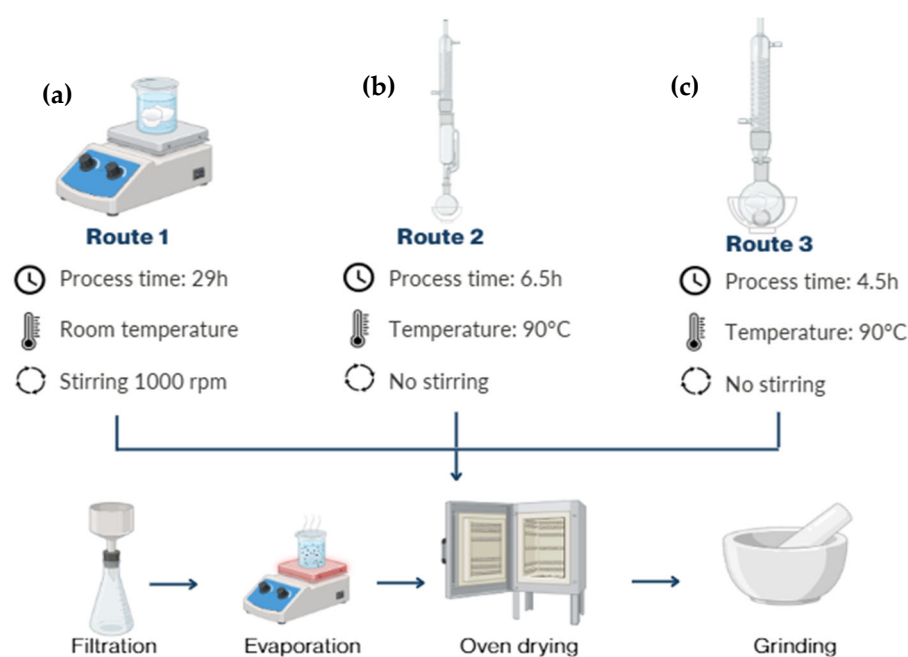 (a)
(b)
(c)
Route 1
Route 2
Route 3
Process time: 29h
Process time: 6.5h
Process time: 4.5h
Room temperature
Temperature: 90°C
Temperature: 90°C
Stirring 1000 rpm
No stirring
No stirring
Filtration
Evaporation
Oven drying
Grinding